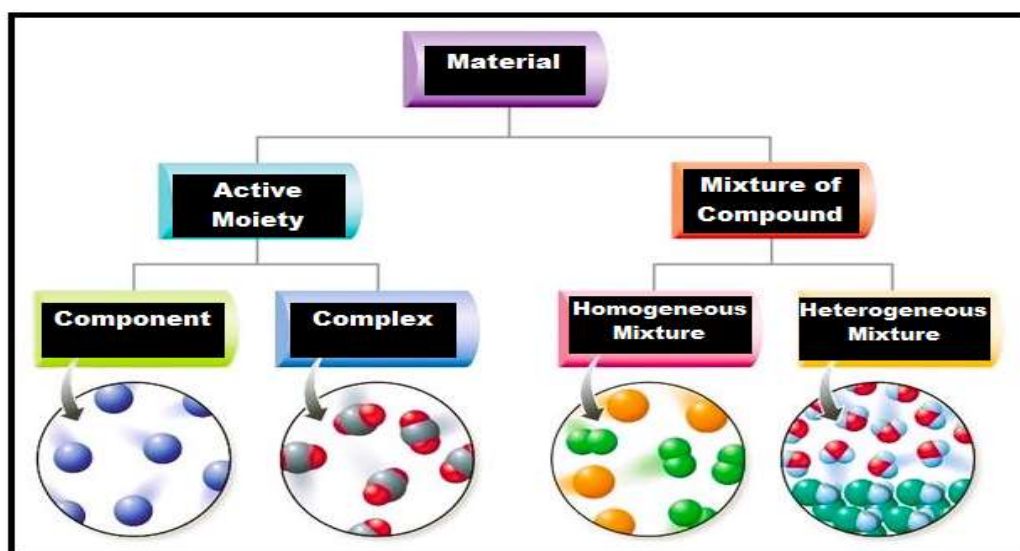 Material
Active
Moiety
Mixture of
Compound
Component
Complex
Homogeneous
Mixture
Heterogeneous
Mixture